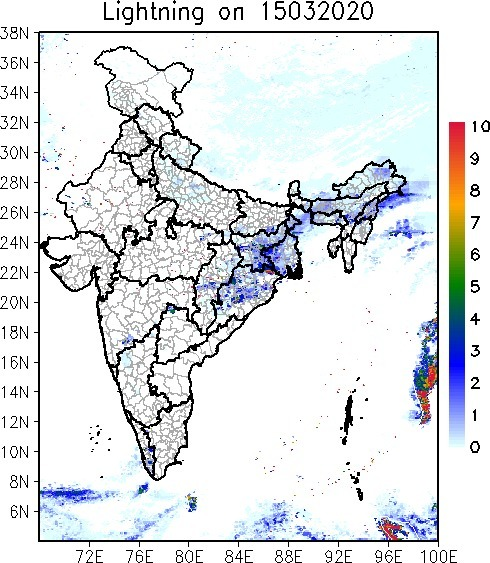 Lightning on 15032020
38N
36N
34N
32N
30N
28N
26N
24N
22N
20N
18N
16N
14N
12N
10N
8N
6N
72E 76E 80E 84E 88E 92E 96E 100E
10
9
8
7
6
5
4
3
2
1
0